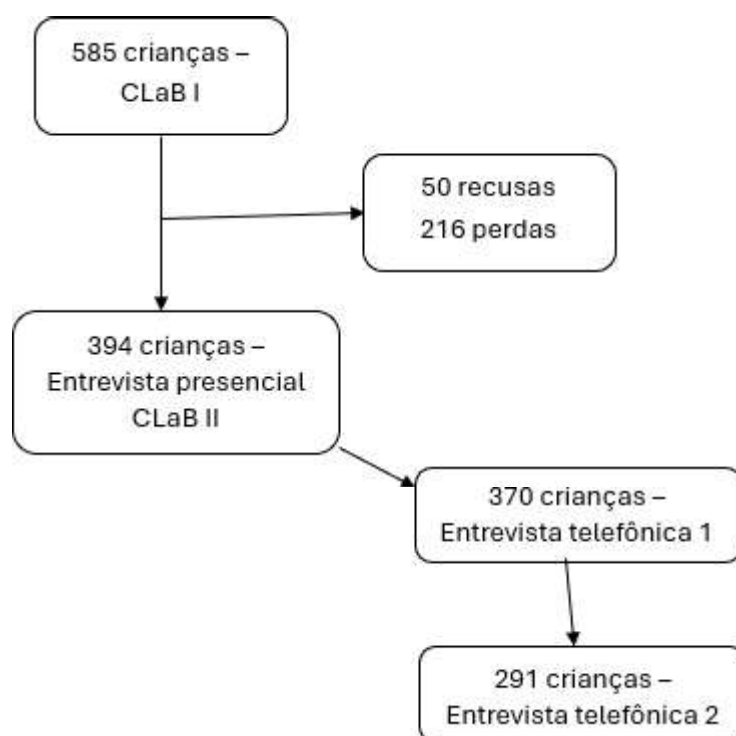 585 crianças –
CLaB I
50 recusas
216 perdas
394 crianças –
Entrevista presencial
CLaB II
370 crianças –
Entrevista telefônica 1
291 crianças –
Entrevista telefônica 2